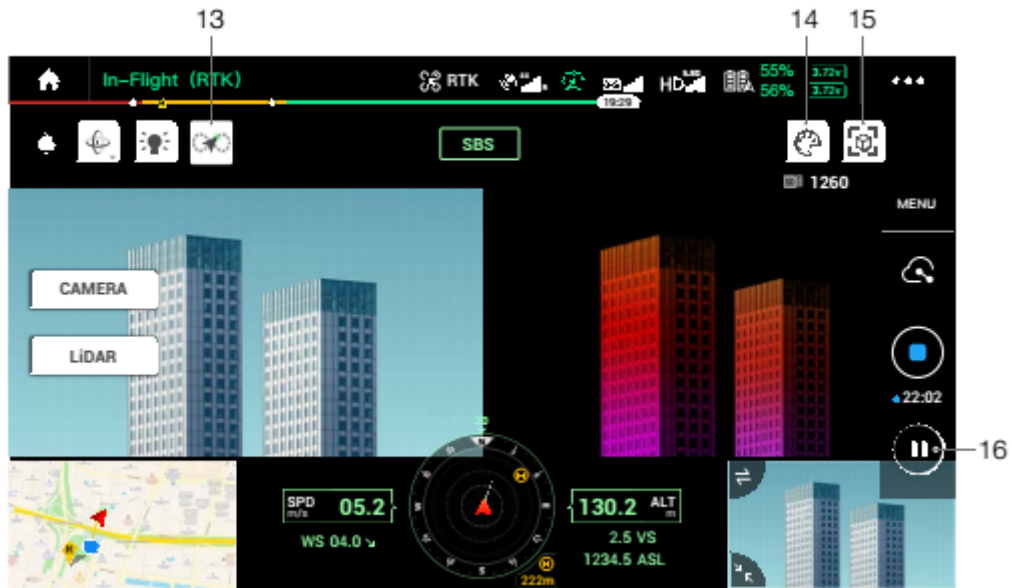 13
14
15
In-Flight (RTK)
RTK
HD
55% 3.72v
56% 3.72v
19:29
SBS
1260
MENU
CAMERA
LiDAR
22:02
16
N
SPD m/s 05.2
130.2 ALT m
WS 04.0
2.5 VS
1234.5 ASL
H
S
H
H
222m